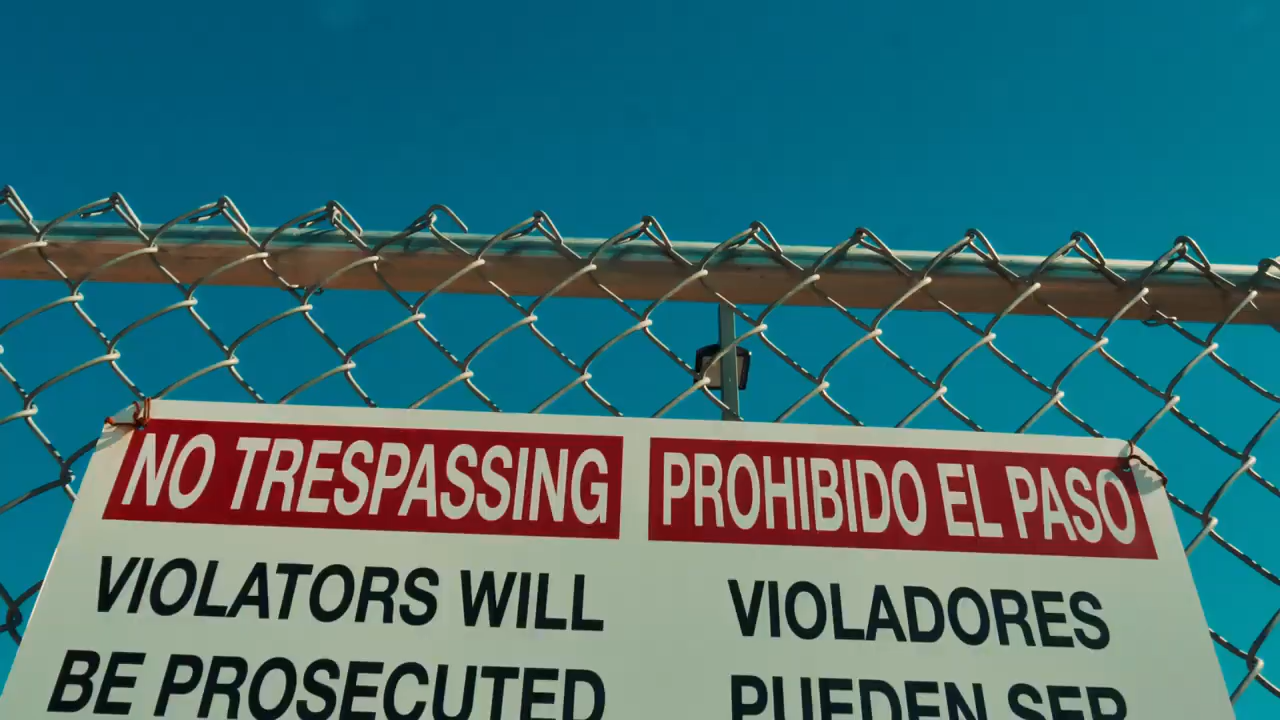 NO TRESPASSING
VIOLATORS WILL
BE PROSECUTED
PROHIBIDO EL PASO
VIOLADORES
PUEDEN SER